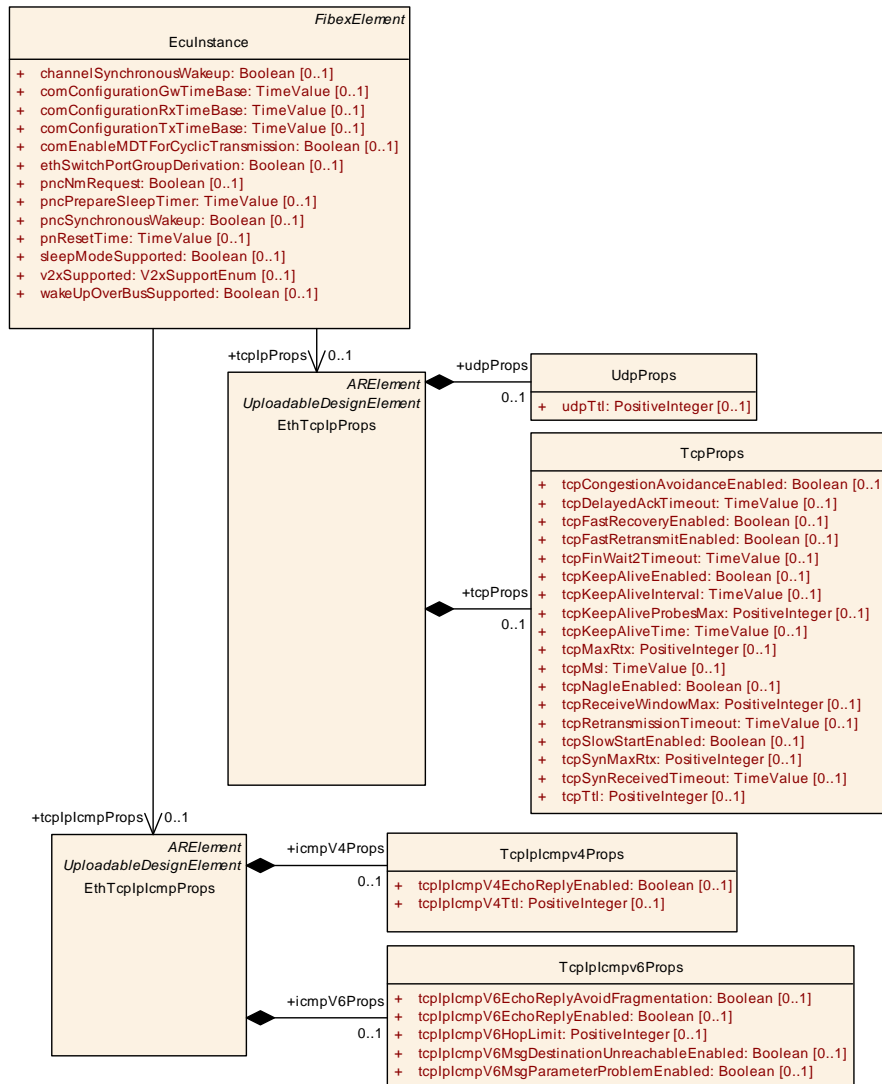 FibexElement
EcuInstance
+ channelSynchronousWakeup: Boolean [0..1]
+ comConfigurationGwTimeBase: TimeValue [0..1]
+ comConfigurationRxTimeBase: TimeValue [0..1]
+ comConfigurationTxTimeBase: TimeValue [0..1]
+ comEnableMDTForCyclicTransmission: Boolean [0..1]
+ ethSwitchPortGroupDerivation: Boolean [0..1]
+ pncNmRequest: Boolean [0..1]
+ pncPrepareSleepTimer: TimeValue [0..1]
+ pncSynchronousWakeup: Boolean [0..1]
+ pnResetTime: TimeValue [0..1]
+ sleepModeSupported: Boolean [0..1]
+ v2xSupported: V2xSupportEnum [0..1]
+ wakeUpOverBusSupported: Boolean [0..1]
+tcpIpProps 0..1
ARElement
UploadableDesignElement
EthTcpIpProps
+udpProps
0..1
UdpProps
+ udpTtl: PositiveInteger [0..1]
+tcpProps
0..1
TcpProps
+ tcpCongestionAvoidanceEnabled: Boolean [0..1
+ tcpDelayedAckTimeout: TimeValue [0..1]
+ tcpFastRecoveryEnabled: Boolean [0..1]
+ tcpFastRetransmitEnabled: Boolean [0..1]
+ tcpFinWait2Timeout: TimeValue [0..1]
+ tcpKeepAliveEnabled: Boolean [0..1]
+ tcpKeepAliveInterval: TimeValue [0..1]
+ tcpKeepAliveProbesMax: PositiveInteger [0..1]
+ tcpKeepAliveTime: TimeValue [0..1]
+ tcpMaxRtx: PositiveInteger [0..1]
+ tcpMsl: TimeValue [0..1]
+ tcpNagleEnabled: Boolean [0..1]
+ tcpReceiveWindowMax: PositiveInteger [0..1]
+ tcpRetransmissionTimeout: TimeValue [0..1]
+ tcpSlowStartEnabled: Boolean [0..1]
+ tcpSynMaxRtx: PositiveInteger [0..1]
+ tcpSynReceivedTimeout: TimeValue [0..1]
+ tcpTtl: PositiveInteger [0..1]
+tcpIpIcmpProps 0..1
ARElement
UploadableDesignElement
EthTcpIpIcmpProps
+icmpV4Props
0..1
TcpIpIcmpv4Props
+ tcpIpIcmpV4EchoReplyEnabled: Boolean [0..1]
+ tcpIpIcmpV4Ttl: PositiveInteger [0..1]
+icmpV6Props
0..1
TcpIpIcmpv6Props
+ tcpIpIcmpV6EchoReplyAvoidFragmentation: Boolean [0..1]
+ tcpIpIcmpV6EchoReplyEnabled: Boolean [0..1]
+ tcpIpIcmpV6HopLimit: PositiveInteger [0..1]
+ tcpIpIcmpV6MsgDestinationUnreachableEnabled: Boolean [0..1]
+ tcpIpIcmpV6MsgParameterProblemEnabled: Boolean [0..1]